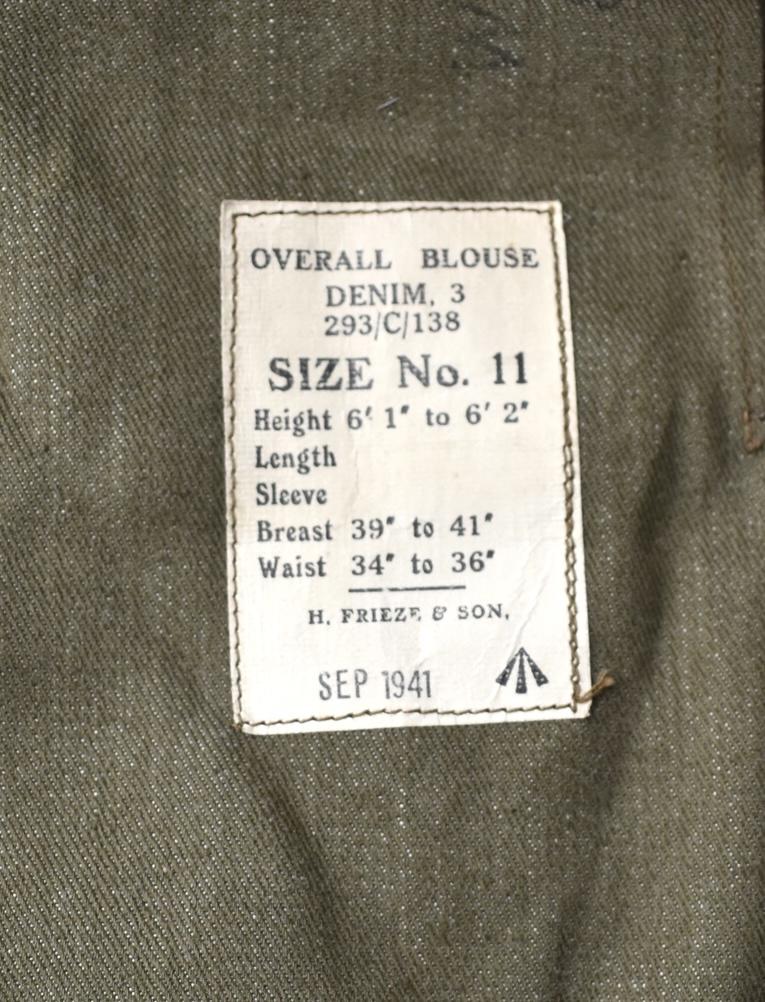 OVERALL BLOUSE
DENIM, 3
293/C/138
SIZE No. 11
Height 6' 1" to 6' 2"
Length
Sleeve
Breast 39" to 41"
Waist 34" to 36"
H. FRIEZE & SON,
SEP 1941